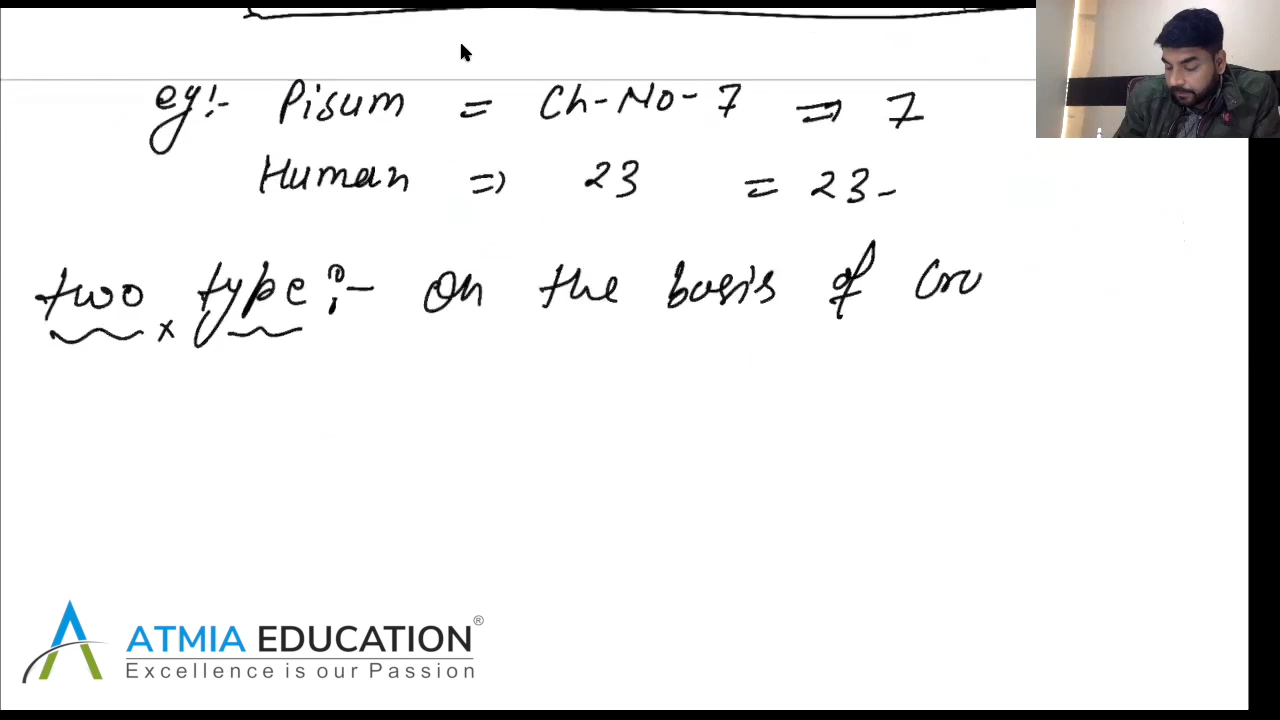 eg:- Pisum = Ch-No-7 ⇒ 7
Human ⇒ 23 = 23-
two type:- On the basis of Cro
ATMIA EDUCATION®
Excellence is our Passion